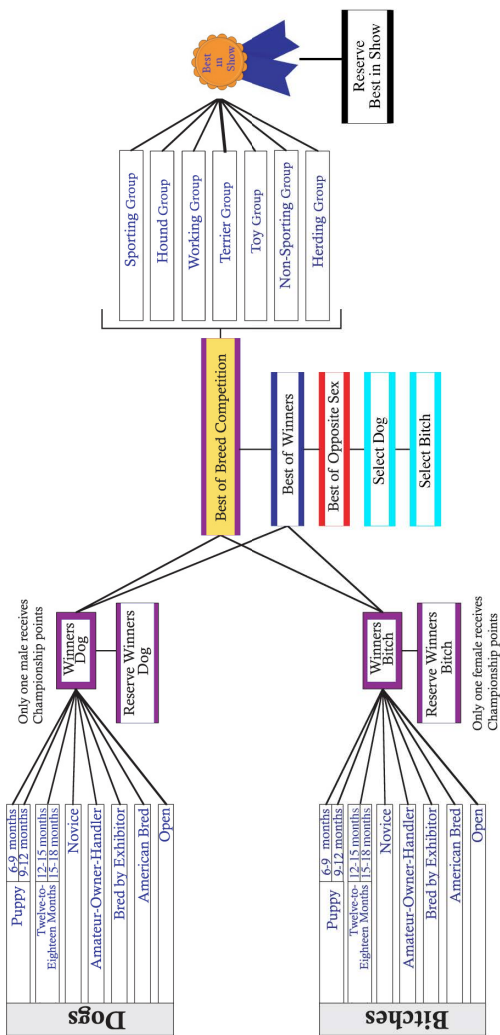 Dogs
Puppy
6-9 months
9-12 months
Twelve-to-
Eighteen Months
12-15 months
15-18 months
Novice
Amateur-Owner-Handler
Bred by Exhibitor
American Bred
Open
Only one male receives
Championship points
Winners
Dog
Reserve Winners
Dog
Bitches
Puppy
6-9 months
9-12 months
Twelve-to-
Eighteen Months
12-15 months
15-18 months
Novice
Amateur-Owner-Handler
Bred by Exhibitor
American Bred
Open
Winners
Bitch
Reserve Winners
Bitch
Only one female receives
Championship points
Best of Breed Competition
Best of Winners
Best of Opposite Sex
Select Dog
Select Bitch
Sporting Group
Hound Group
Working Group
Terrier Group
Toy Group
Non-Sporting Group
Herding Group
Best
in
Show
Reserve
Best in Show